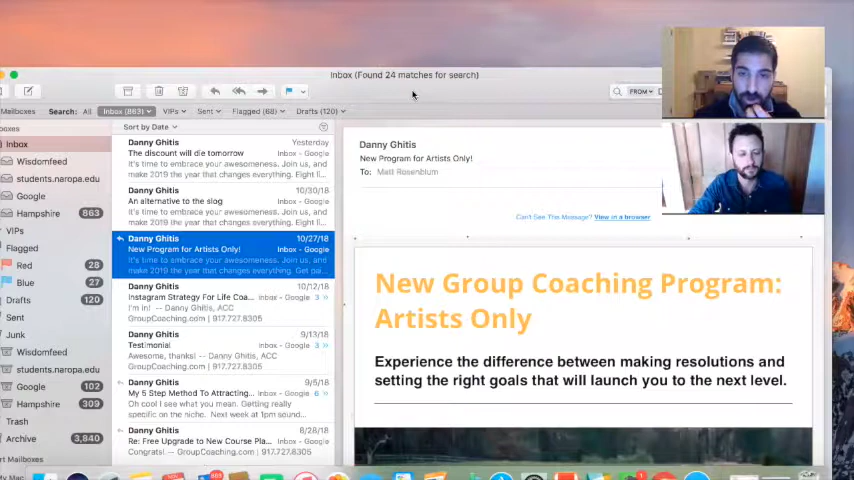 Inbox (Found 24 matches for search)
FROM
Mailboxes Search: All Inbox (863) VIPs Sent Flagged (68) Drafts (120)
Sort by Date
Inbox
Wisdomfeed
students.naropa.edu
Google
Hampshire 863
VIPs
Flagged
Red 28
Blue 27
Drafts 120
Sent
Junk
Wisdomfeed
students.naropa.edu
Google 102
Hampshire 309
Trash
Archive 3,840
Danny Ghitis Yesterday
The discount will die tomorrow Inbox - Google
It's time to embrace your awesomeness. Join us, and
make 2019 the year that changes everything. Eight li...
Danny Ghitis 10/30/18
An alternative to the slog Inbox - Google
It's time to embrace your awesomeness. Join us, and
make 2019 the year that changes everything. Eight li...
Danny Ghitis 10/27/18
New Program for Artists Only! Inbox - Google
It's time to embrace your awesomeness. Join us, and
make 2019 the year that changes everything. Get pa...
Danny Ghitis 10/12/18
Instagram Strategy For Life Coa... Inbox - Google 3
I'm in! -- Danny Ghitis, ACC
GroupCoaching.com | 917.727.8305
Danny Ghitis 9/13/18
Testimonial Inbox - Google 3
Awesome, thanks! -- Danny Ghitis, ACC
GroupCoaching.com | 917.727.8305
Danny Ghitis 9/5/18
My 5 Step Method To Attracting... Inbox - Google 6
Oh cool I see what you mean. Getting really
specific on the niche. Next week at 1pm sound...
Danny Ghitis 6/28/18
Re: Free Upgrade to New Course Pla... Inbox - Google
Congrats! -- GroupCoaching.com | 917.727.8305
Danny Ghitis
New Program for Artists Only!
To: Matt Rosenblum
Can't See This Message? View in a browser
New Group Coaching Program:
Artists Only
Experience the difference between making resolutions and
setting the right goals that will launch you to the next level.